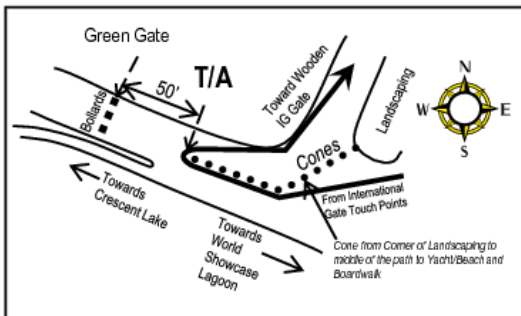 Green Gate
50'
T/A
Bollards
Toward Wooden
IG Gate
Landscaping
N
W
E
S
Cones
From International
Gate Touch Points
Towards
Crescent Lake
Towards
World
Showcase
Lagoon
Cone from Corner of Landscaping to
middle of the path to Yacht/Beach and
Boardwalk